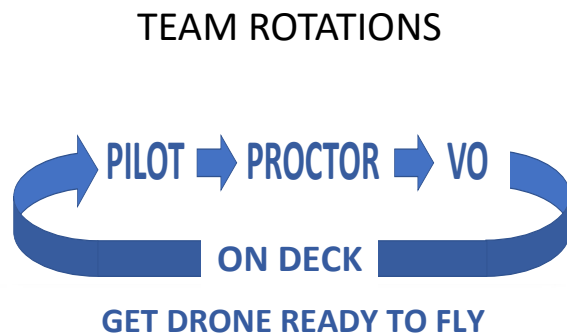 TEAM ROTATIONS
PILOT PROCTOR VO
ON DECK
GET DRONE READY TO FLY